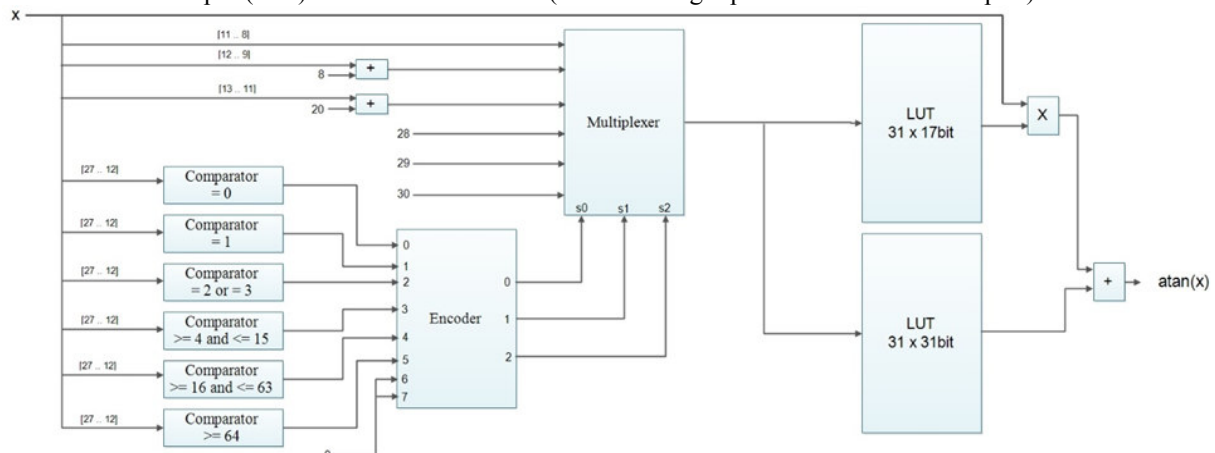 x
[11 .. 8]
[12 .. 9]
8
+
[13 .. 11]
20
+
28
29
30
Multiplexer
s0 s1 s2
LUT
31 x 17bit
X
[27 .. 12]
Comparator
= 0
[27 .. 12]
Comparator
= 1
[27 .. 12]
Comparator
= 2 or = 3
[27 .. 12]
Comparator
>= 4 and <= 15
[27 .. 12]
Comparator
>= 16 and <= 63
[27 .. 12]
Comparator
>= 64
0
1
2
3
4
5
6
7
Encoder
0
1
2
LUT
31 x 31bit
+
atan(x)